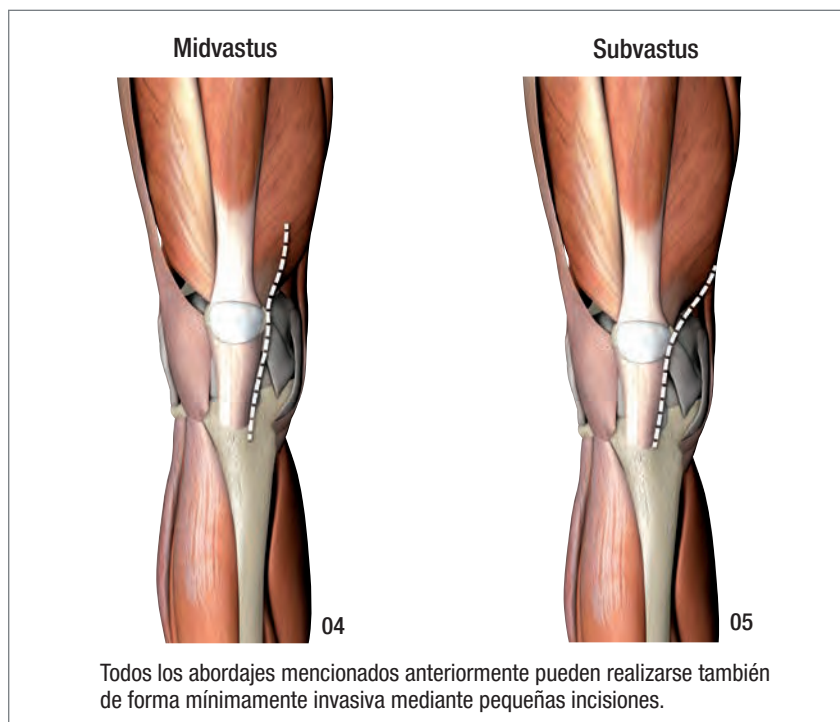 Midvastus
Subvastus
04
05
Todos los abordajes mencionados anteriormente pueden realizarse también
de forma mínimamente invasiva mediante pequeñas incisiones.